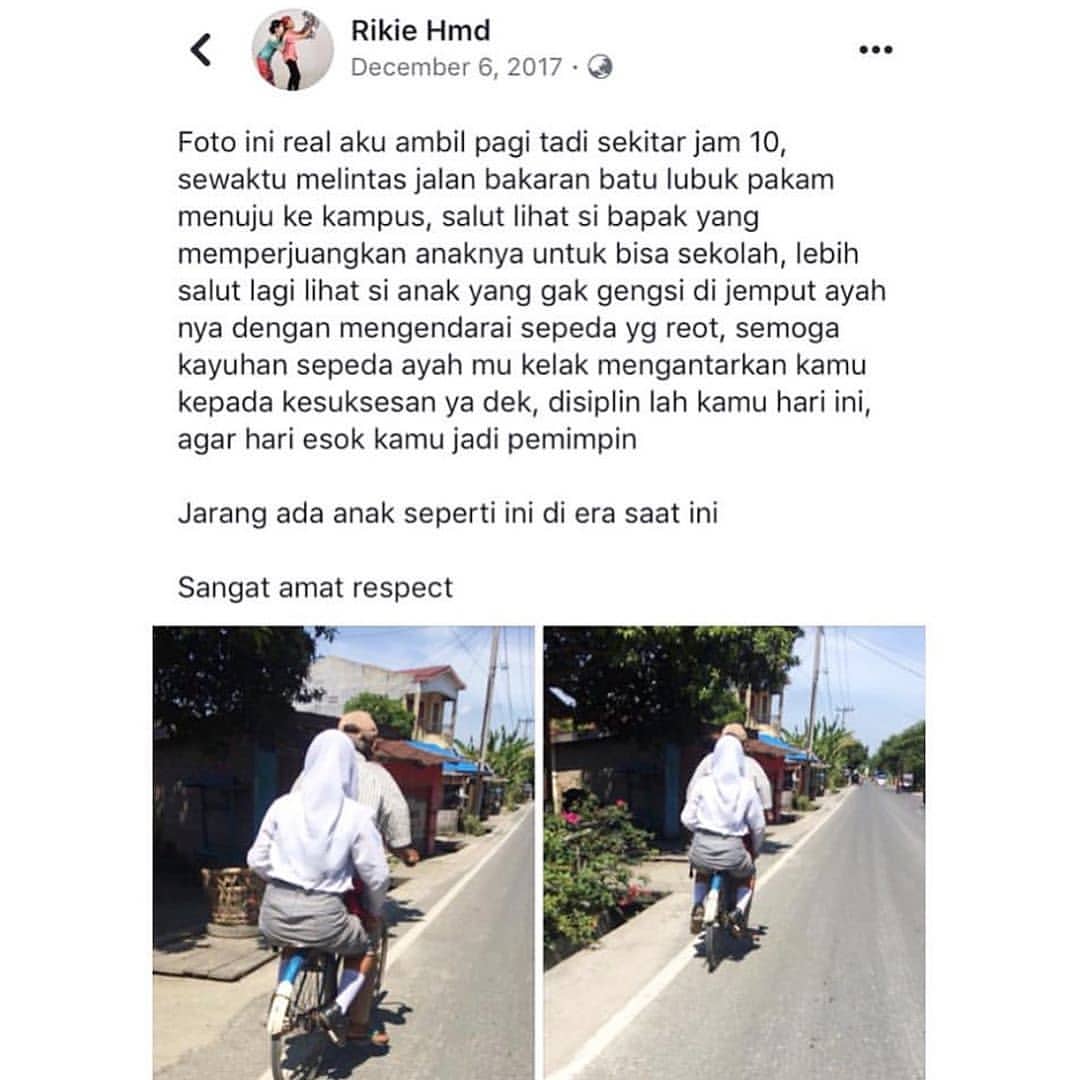 Rikie Hmd
December 6, 2017 ·
Foto ini real aku ambil pagi tadi sekitar jam 10,
sewaktu melintas jalan bakaran batu lubuk pakam
menuju ke kampus, salut lihat si bapak yang
memperjuangkan anaknya untuk bisa sekolah, lebih
salut lagi lihat si anak yang gak gengsi di jemput ayah
nya dengan mengendarai sepeda yg reot, semoga
kayuhan sepeda ayah mu kelak mengantarkan kamu
kepada kesuksesan ya dek, disiplin lah kamu hari ini,
agar hari esok kamu jadi pemimpin
Jarang ada anak seperti ini di era saat ini
Sangat amat respect